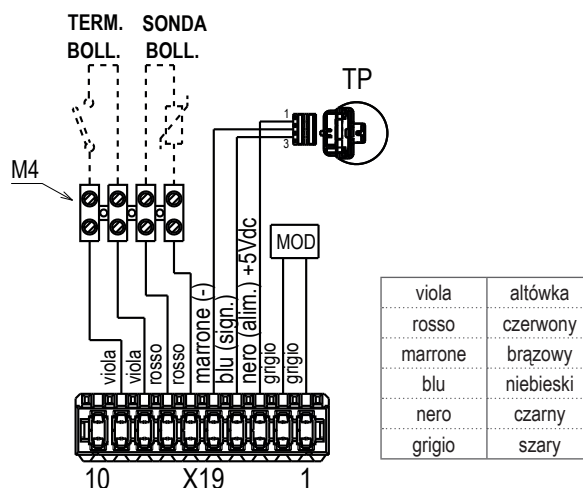 TERM. SONDA
BOLL. BOLL.
TP
1
3
M4
MOD
viola
viola
rosso
rosso
marrone (-)
blu (sign.)
nero (alim.) +5Vdc
grigio
grigio
10 X19 1
viola altówka
rosso czerwony
marrone brązowy
blu niebieski
nero czarny
grigio szary